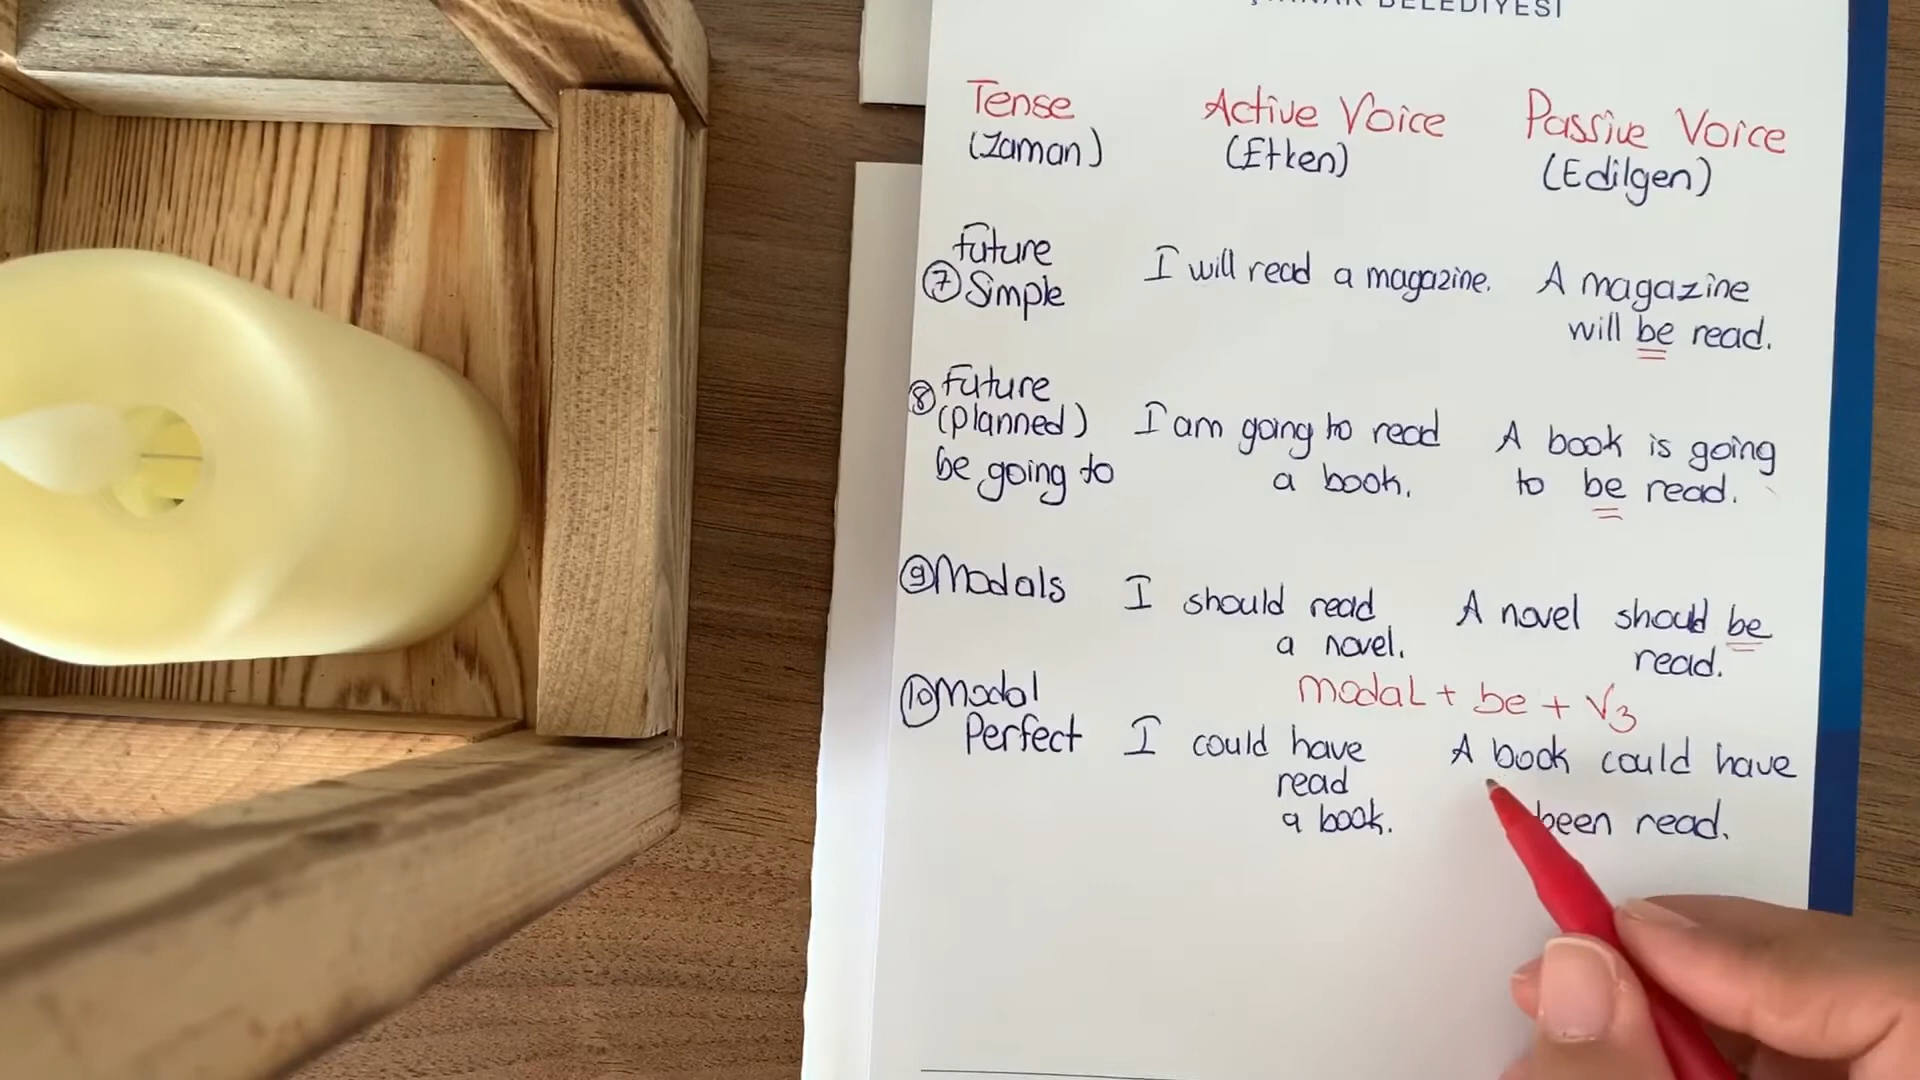 BELEDİYESİ
Tense Active Voice Passive Voice
(Zaman) (Etken) (Edilgen)
Future
⑦ Simple I will read a magazine. A magazine
will be read.
⑧ Future
(planned) I am going to read A book is going
be going to a book. to be read.
⑨ Modals I should read A novel should be
a novel. read.
⑩ Modal modal + be + V3
Perfect I could have A book could have
read
a book. been read.